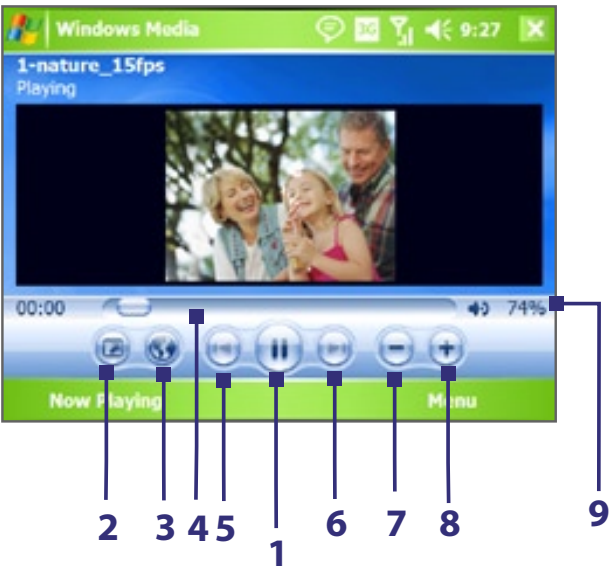 Windows Media 3G 9:27
1-nature_15fps
Playing
00:00 74%
Now Playing Menu
2 3 4 5 1 6 7 8 9